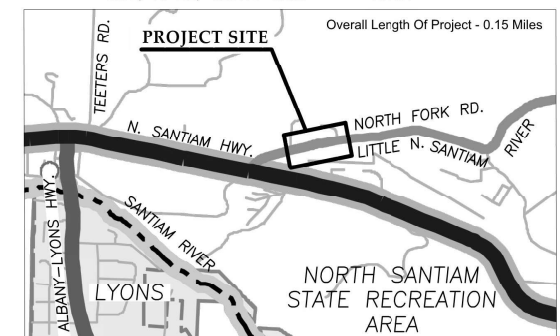 Overall Length Of Project - 0.15 Miles
PROJECT SITE
TEETERS RD.
N. SANTIAM HWY.
NORTH FORK RD.
LITTLE N. SANTIAM RIVER
ALBANY-LYONS HWY.
SANTIAM RIVER
LYONS
NORTH SANTIAM
STATE RECREATION
AREA